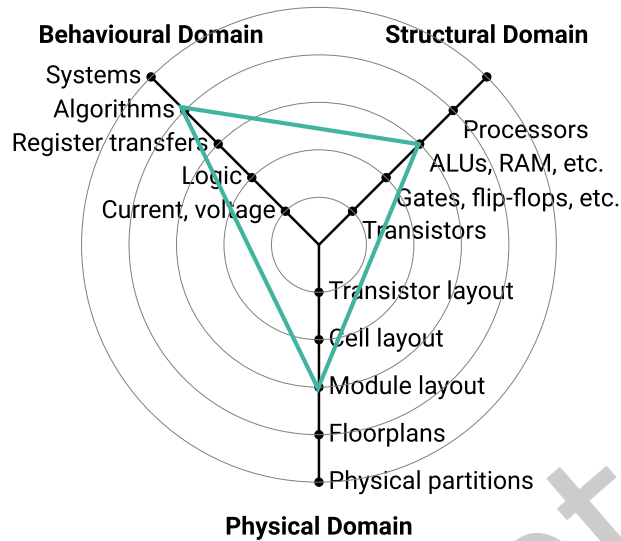 Behavioural Domain
Structural Domain
Systems
Algorithms
Register transfers
Logic
Current, voltage
Processors
ALUs, RAM, etc.
Gates, flip-flops, etc.
Transistors
Transistor layout
Cell layout
Module layout
Floorplans
Physical partitions
Physical Domain